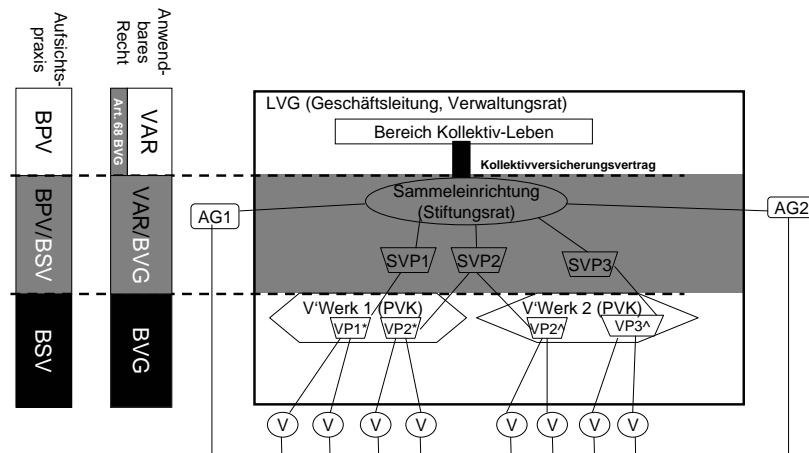 Aufsichts-
praxis
Anwend-
bares
Recht
BPV
Art. 68 BVG
VAR
BPV/BSV
VAR/BVG
BSV
BVG
LVG (Geschäftsleitung, Verwaltungsrat)
Bereich Kollektiv-Leben
Kollektivversicherungsvertrag
Sammeleinrichtung
(Stiftungsrat)
AG1
AG2
SVP1
SVP2
SVP3
V'Werk 1 (PVK)
V'Werk 2 (PVK)
VP1*
VP2*
VP2^
VP3^
V
V
V
V
V
V
V
V